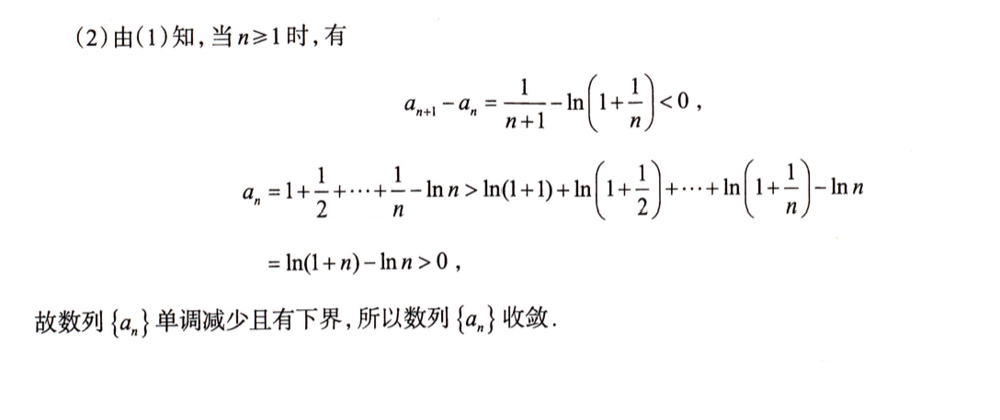 (2)由(1)知,当n≥1时,有
a_{n+1}-a_n=\frac{1}{n+1}-\ln\left(1+\frac{1}{n}\right)<0,
a_n=1+\frac{1}{2}+\cdots+\frac{1}{n}-\ln n>\ln(1+1)+\ln\left(1+\frac{1}{2}\right)+\cdots+\ln\left(1+\frac{1}{n}\right)-\ln n
=\ln(1+n)-\ln n>0,
故数列{a_n}单调减少且有下界,所以数列{a_n}收敛.